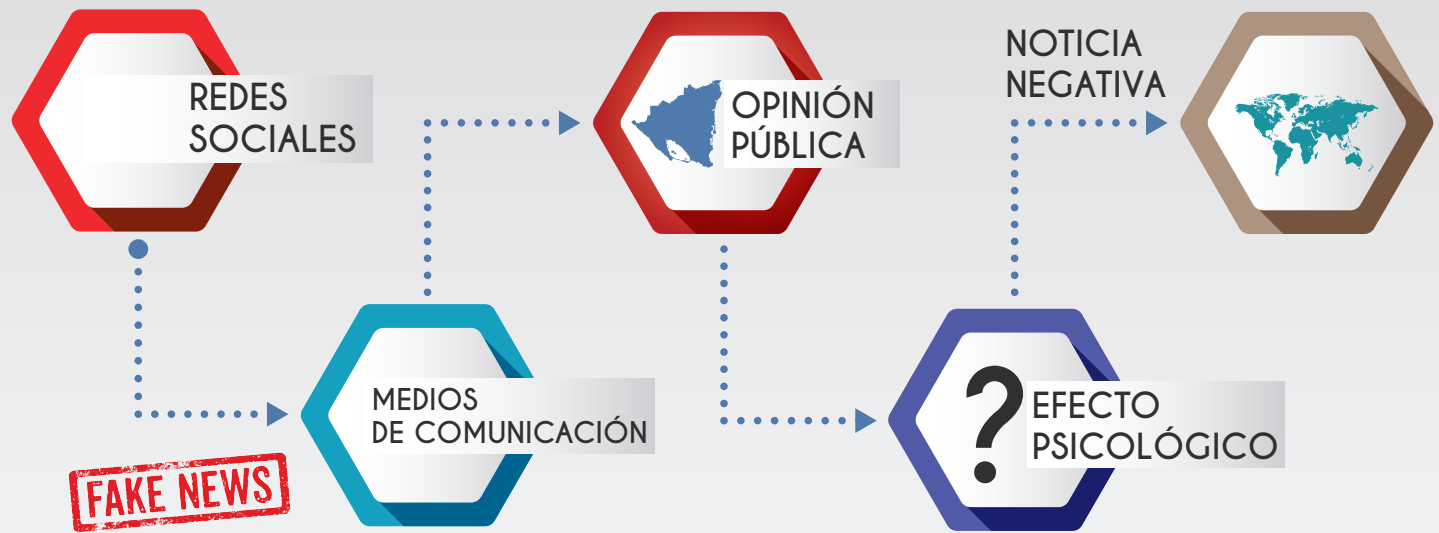 REDES
SOCIALES
MEDIOS
DE COMUNICACIÓN
FAKE NEWS
OPINIÓN
PÚBLICA
?
EFECTO
PSICOLÓGICO
NOTICIA
NEGATIVA